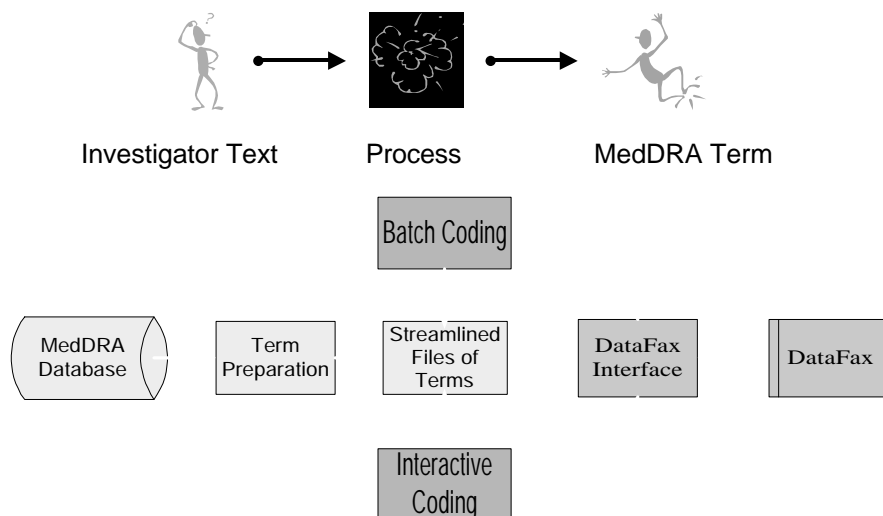 ?
Investigator Text
Process
MedDRA Term
Batch Coding
MedDRA
Database
Term
Preparation
Streamlined
Files of
Terms
DataFax
Interface
DataFax
Interactive
Coding